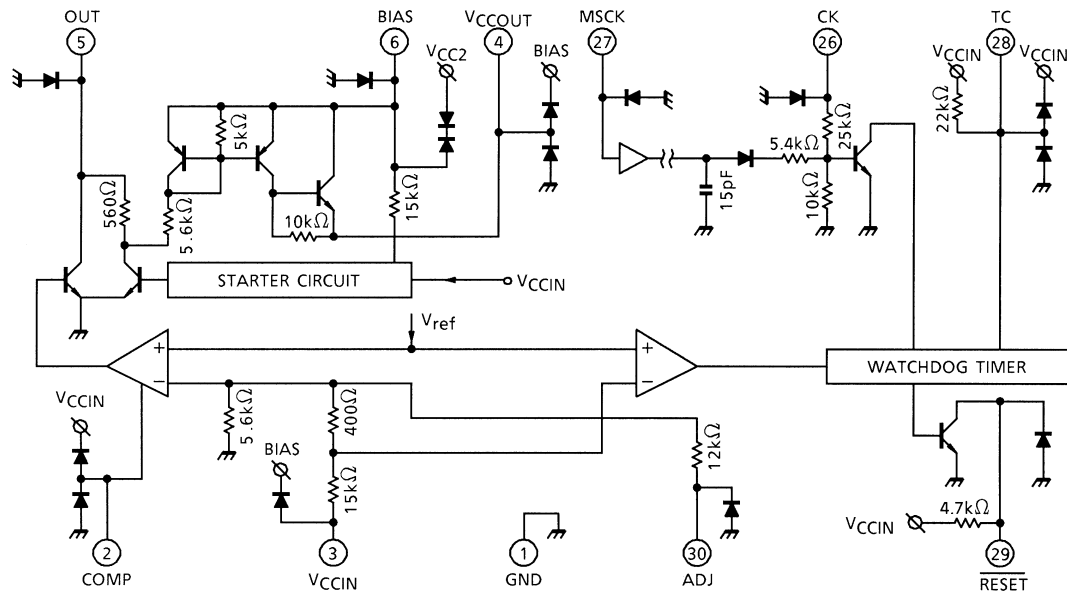 OUT BIAS VCCOUT MSCK CK TC
5 6 4 27 26 28
VCC2 BIAS VCCIN VCCIN
5kΩ 25kΩ 22kΩ
5.4kΩ
560Ω 5.6kΩ 15kΩ 15pF 10kΩ
10kΩ
STARTER CIRCUIT VCCIN
Vref
+ +
WATCHDOG TIMER
− −
VCCIN
5.6kΩ 400Ω
12kΩ
BIAS
15kΩ
4.7kΩ
VCCIN
2 3 1 30 29
COMP VCCIN GND ADJ RESET